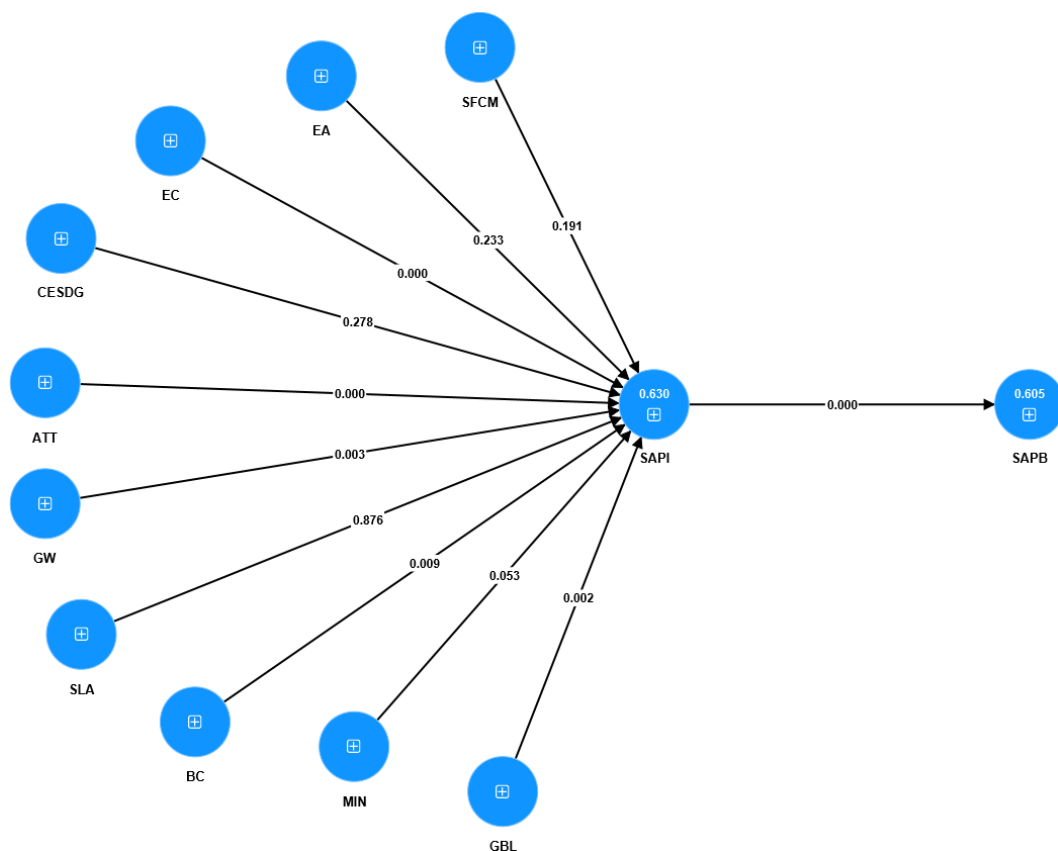 SFCM
EA
EC
0.191
0.233
CESDG
0.000
0.278
ATT
0.000
0.630
SAPI
0.000
0.605
SAPB
GW
0.003
0.876
SLA
0.009
0.053
0.002
BC
MIN
GBL